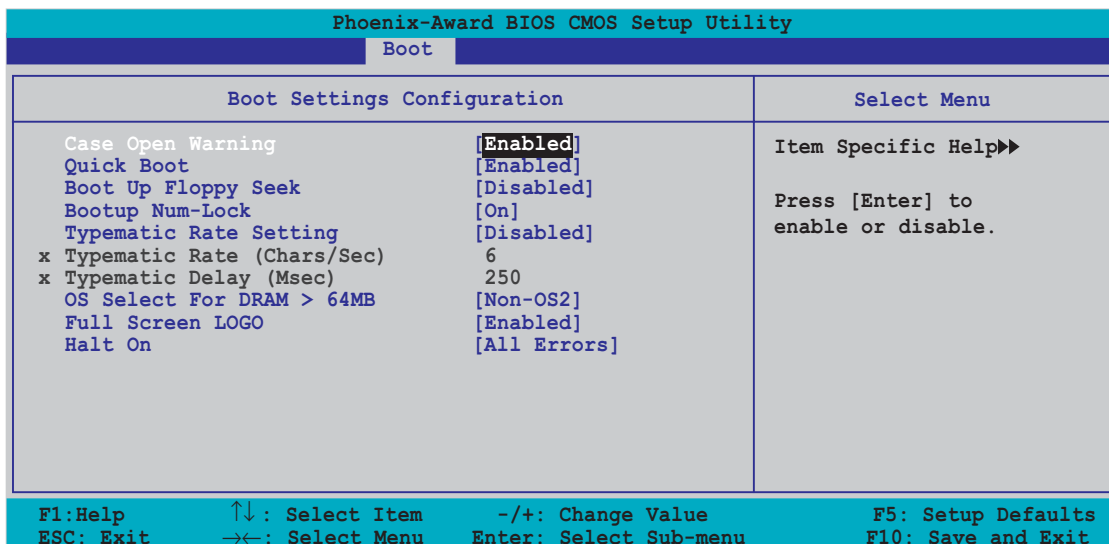 Phoenix-Award BIOS CMOS Setup Utility
Boot
Boot Settings Configuration
Select Menu
Case Open Warning [Enabled]
Quick Boot [Enabled]
Boot Up Floppy Seek [Disabled]
Bootup Num-Lock [On]
Typematic Rate Setting [Disabled]
x Typematic Rate (Chars/Sec) 6
x Typematic Delay (Msec) 250
OS Select For DRAM > 64MB [Non-OS2]
Full Screen LOGO [Enabled]
Halt On [All Errors]
Item Specific Help▶▶
Press [Enter] to
enable or disable.
F1:Help ↑↓: Select Item -/+: Change Value F5: Setup Defaults
ESC: Exit →←: Select Menu Enter: Select Sub-menu F10: Save and Exit